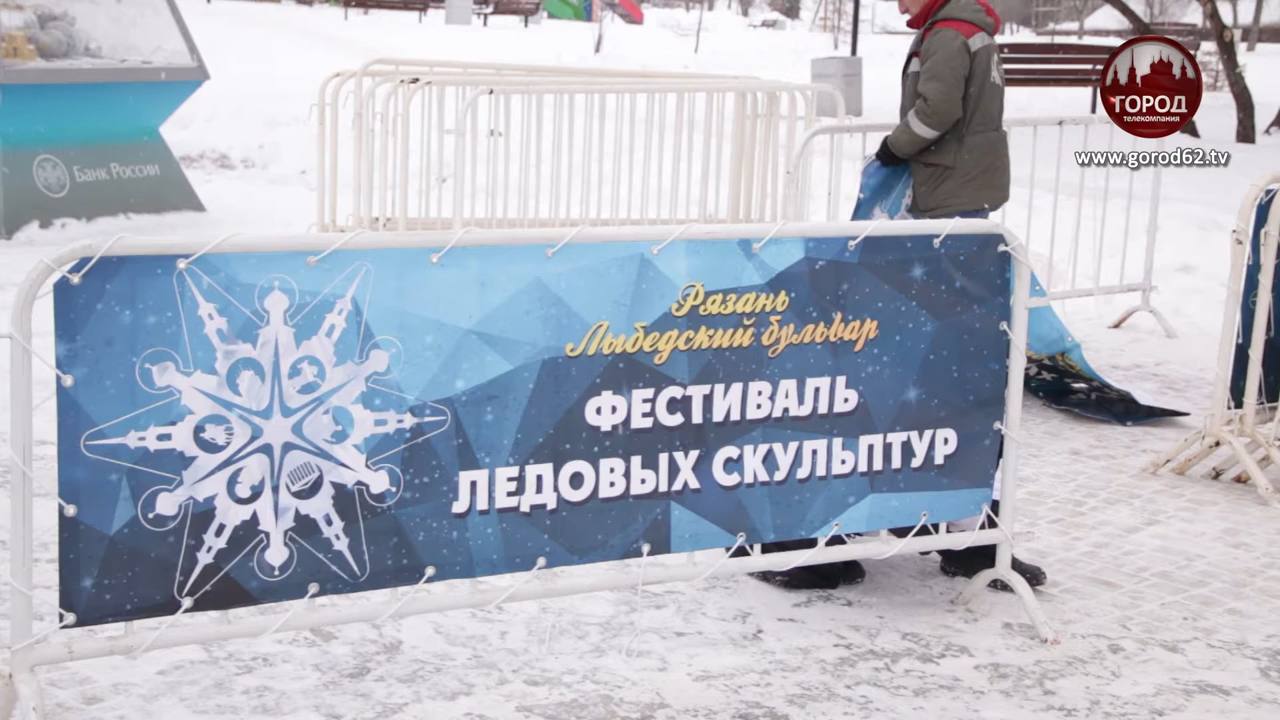 ГОРОД
телекомпания
www.gorod62.tv
Банк России
Рязань
Лыбедский бульвар
ФЕСТИВАЛЬ
ЛЕДОВЫХ СКУЛЬПТУР